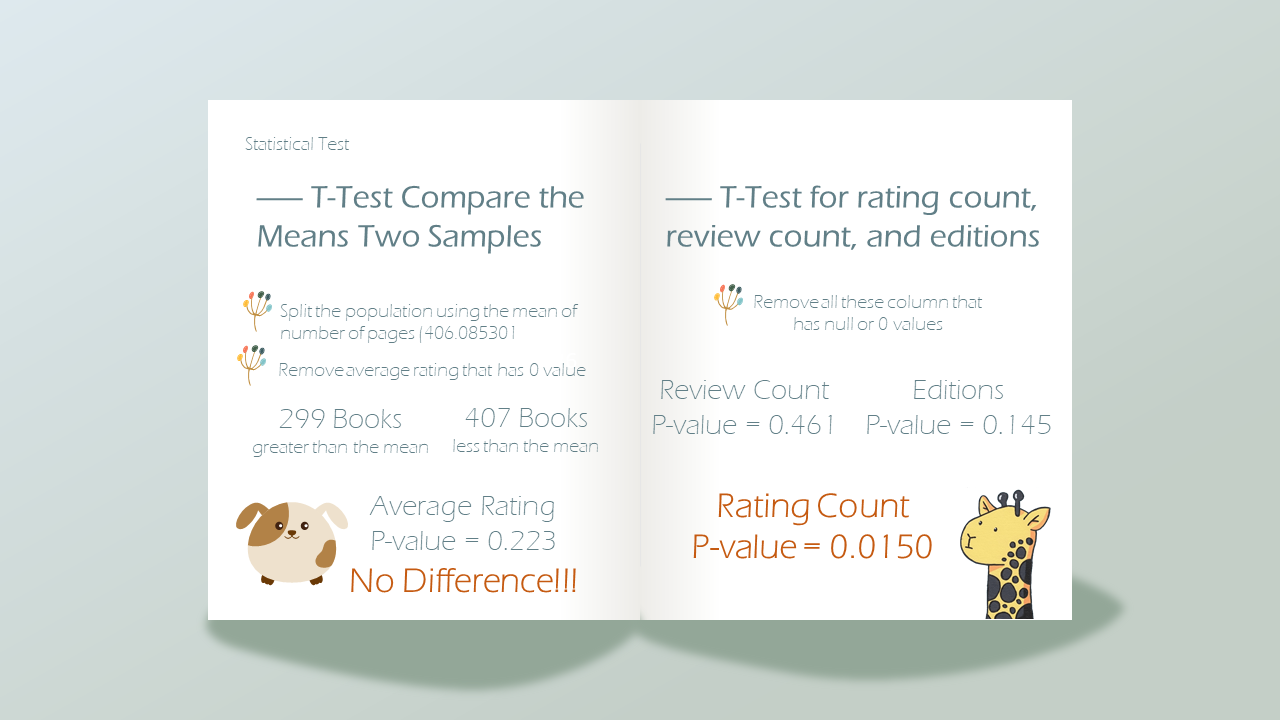 Statistical Test
—— T-Test Compare the
Means Two Samples
Split the population using the mean of
number of pages (406.085301
Remove average rating that has 0 value
299 Books
greater than the mean
407 Books
less than the mean
Average Rating
P-value = 0.223
No Difference!!!
—— T-Test for rating count,
review count, and editions
Remove all these column that
has null or 0 values
Review Count
P-value = 0.461
Editions
P-value = 0.145
Rating Count
P-value = 0.0150